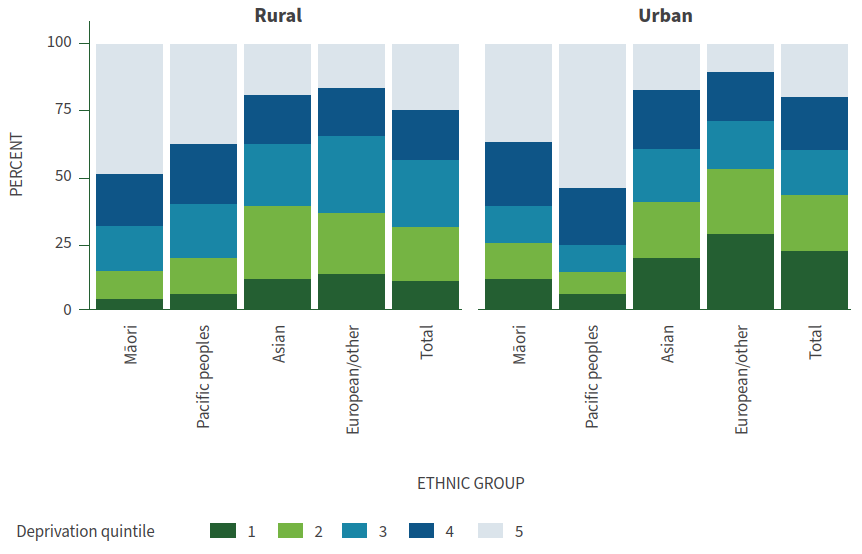 Rural
Urban
PERCENT
100
75
50
25
0
Māori
Pacific peoples
Asian
European/other
Total
Māori
Pacific peoples
Asian
European/other
Total
ETHNIC GROUP
Deprivation quintile 1 2 3 4 5